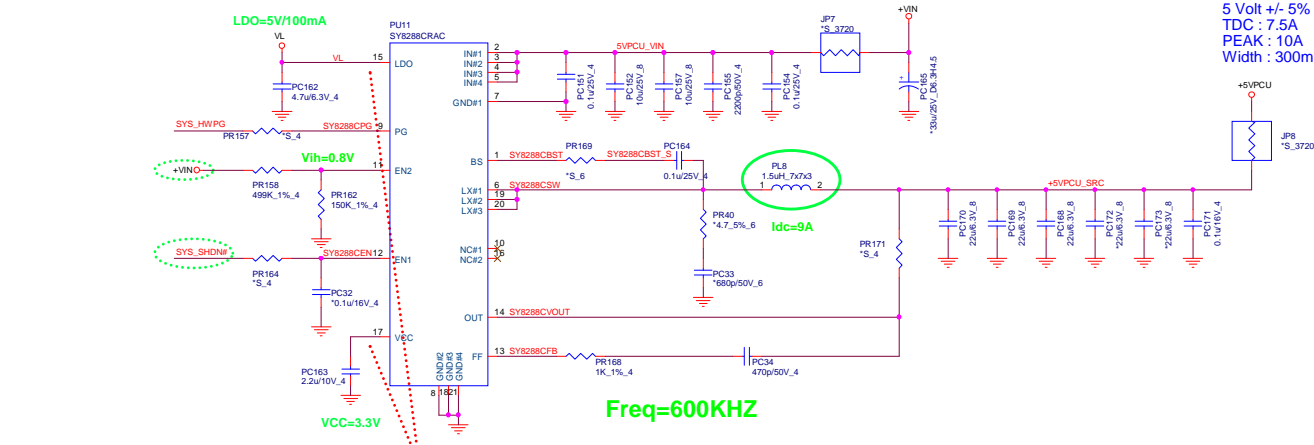 LDO=5V/100mA
VL
PU11
SY8288CRAC
+VIN
5 Volt +/- 5%
TDC : 7.5A
PEAK : 10A
Width : 300m
JP7
*S_3720
VL
15
LDO
IN#1
IN#2
IN#3
IN#4
2
3
4
5
5VPCU_VIN
PC162
4.7u/6.3V_4
GND#1
7
PC151
0.1u/25V_4
PC152
10u/25V_8
PC157
10u/25V_8
PC155
2200p/50V_4
PC154
0.1u/25V_4
+
PC165
*33u/25V_D6.3H4.5
+5VPCU
JP8
*S_3720
SYS_HWPG
PR157
*S_4
SY8288CPG
9
PG
Vih=0.8V
+VIN
PR158
499K_1%_4
11
EN2
PR162
150K_1%_4
BS
1
SY8288CBST
PR169
*S_6
SY8288CBST_S
PC164
0.1u/25V_4
LX#1
LX#2
LX#3
6
19
20
SY8288CSW
PL8
1.5uH_7x7x3
1
2
Idc=9A
+5VPCU_SRC
PR40
*4.7_5%_6
PC33
*680p/50V_6
PR171
*S_4
PC170
22u/6.3V_8
PC169
22u/6.3V_8
PC168
22u/6.3V_8
PC172
*22u/6.3V_8
PC173
*22u/6.3V_8
PC171
0.1u/16V_4
SYS_SHDN#
PR164
*S_4
SY8288CEN
12
EN1
PC32
*0.1u/16V_4
NC#1
NC#2
10
16
OUT
14
SY8288CVOUT
17
VCC
PC163
2.2u/10V_4
FF
13
SY8288CFB
PR168
1K_1%_4
PC34
470p/50V_4
GND#2
GND#3
GND#4
8
18
21
VCC=3.3V
Freq=600KHZ